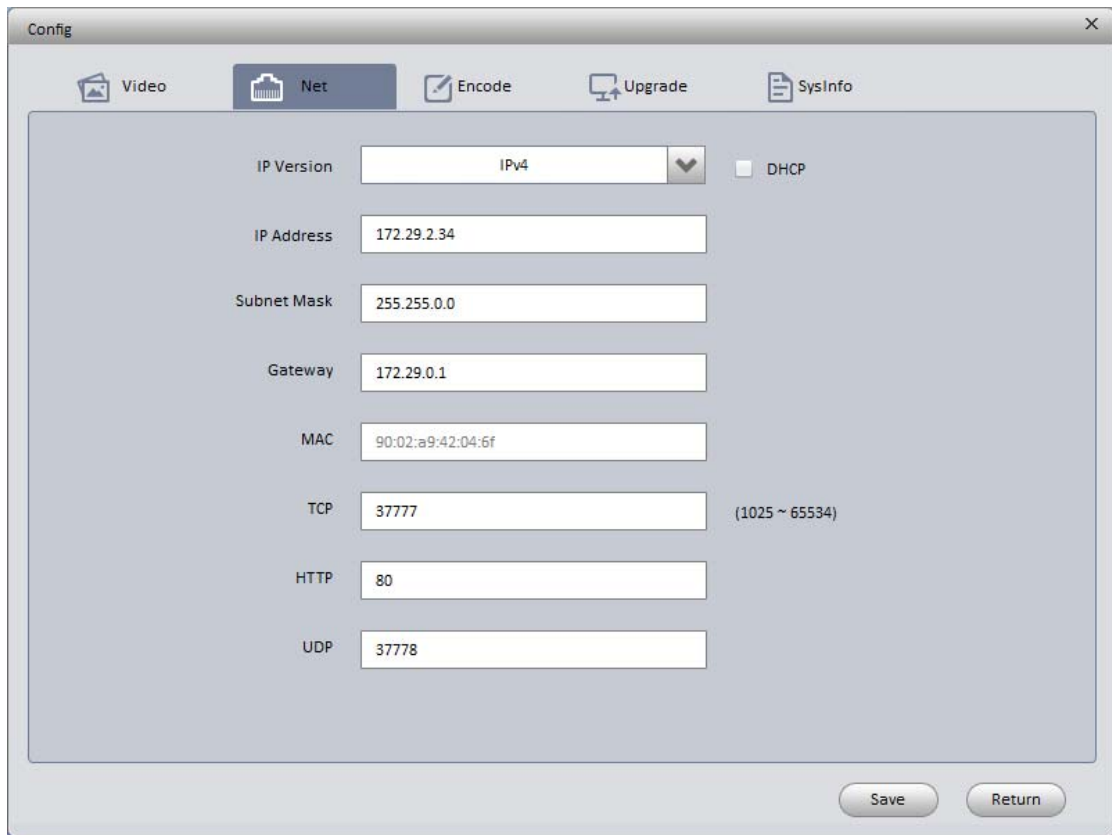 Config
Video Net Encode Upgrade SysInfo
IP Version IPv4 DHCP
IP Address 172.29.2.34
Subnet Mask 255.255.0.0
Gateway 172.29.0.1
MAC 90:02:a9:42:04:6f
TCP 37777 (1025 ~ 65534)
HTTP 80
UDP 37778
Save Return